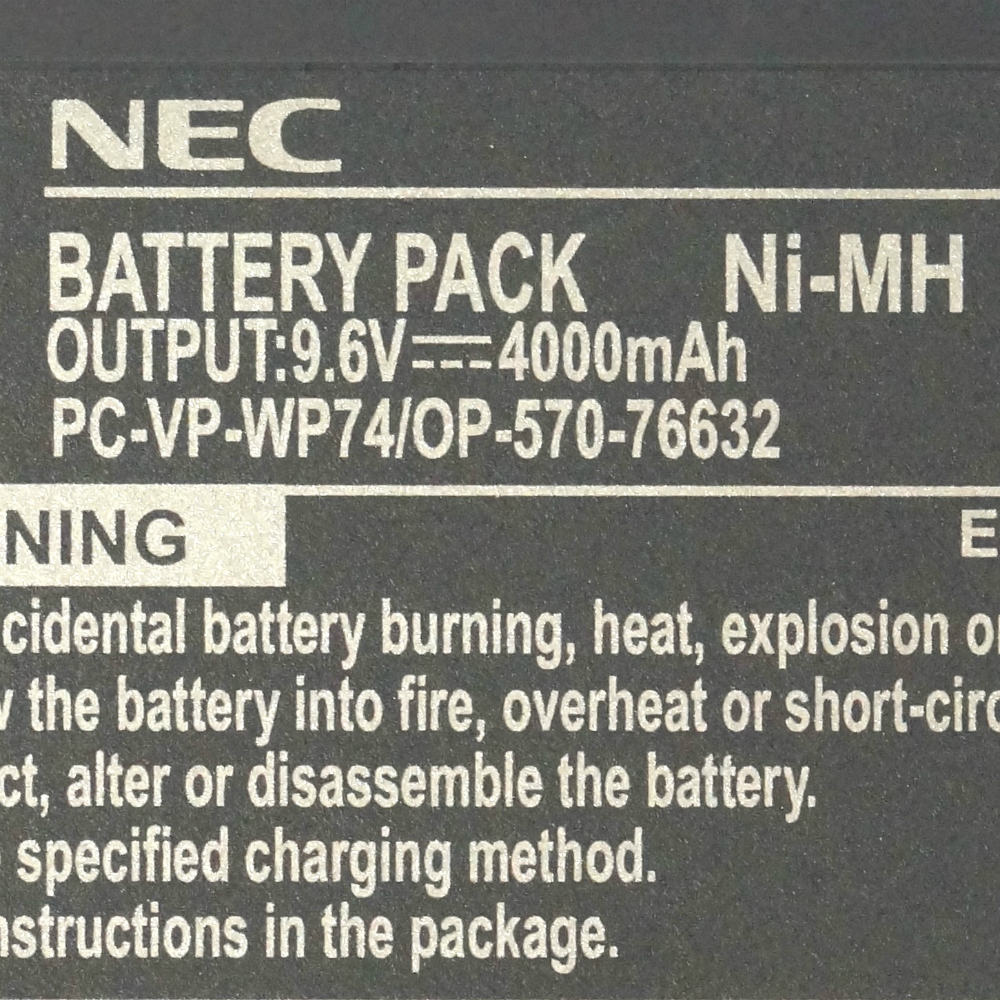 NEC
BATTERY PACK Ni-MH
OUTPUT:9.6V⎓4000mAh
PC-VP-WP74/OP-570-76632
NING E
cidental battery burning, heat, explosion o
the battery into fire, overheat or short-circ
ct, alter or disassemble the battery.
specified charging method.
nstructions in the package.